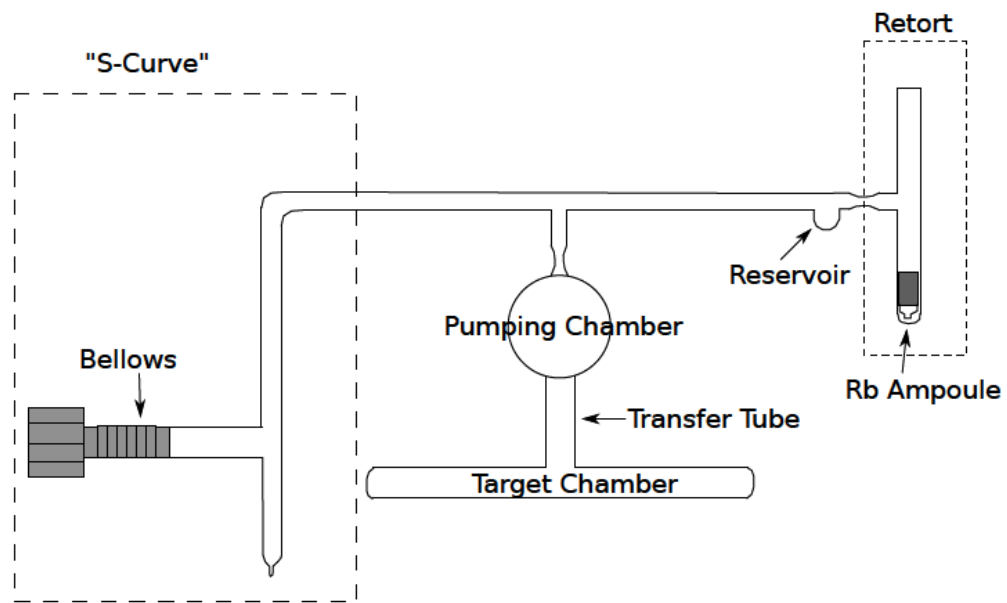 Retort
"S-Curve"
Reservoir
Pumping Chamber
Bellows
Rb Ampoule
Transfer Tube
Target Chamber